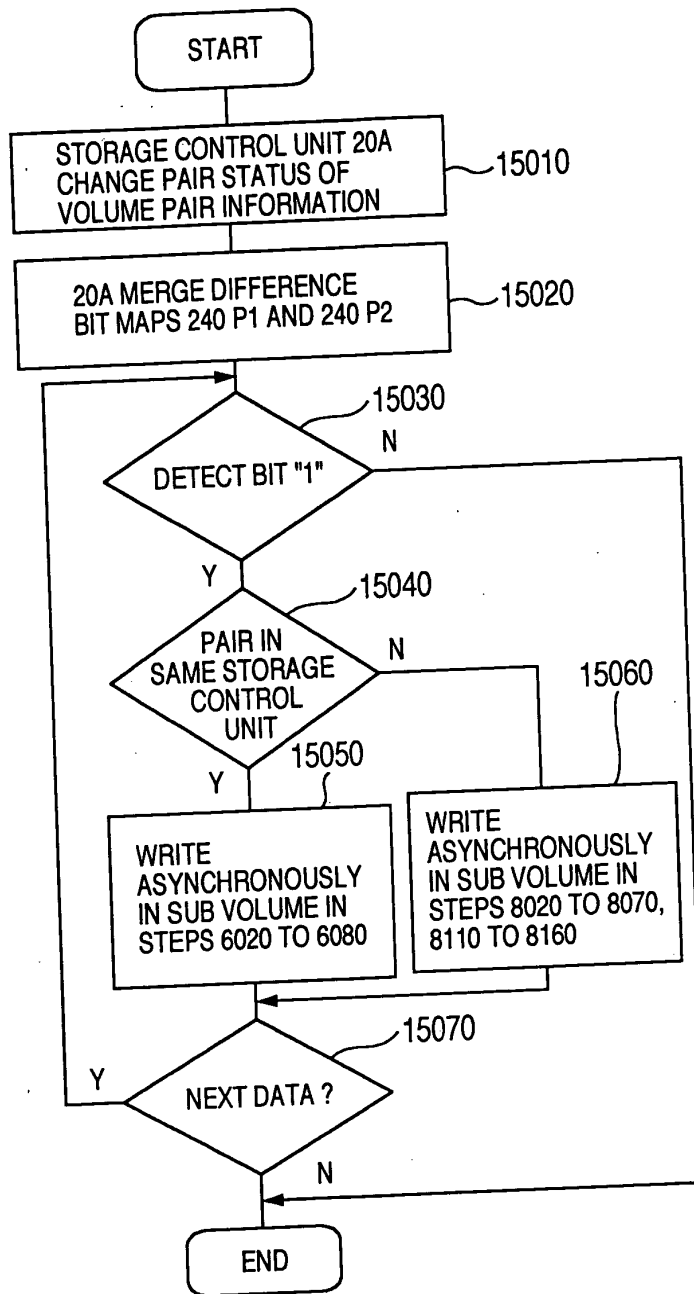 START
STORAGE CONTROL UNIT 20A
CHANGE PAIR STATUS OF
VOLUME PAIR INFORMATION
15010
20A MERGE DIFFERENCE
BIT MAPS 240 P1 AND 240 P2
15020
15030
DETECT BIT "1"
N
Y
15040
PAIR IN
SAME STORAGE
CONTROL
UNIT
N
Y
15050
15060
WRITE
ASYNCHRONOUSLY
IN SUB VOLUME IN
STEPS 6020 TO 6080
WRITE
ASYNCHRONOUSLY
IN SUB VOLUME IN
STEPS 8020 TO 8070,
8110 TO 8160
15070
NEXT DATA ?
Y
N
END